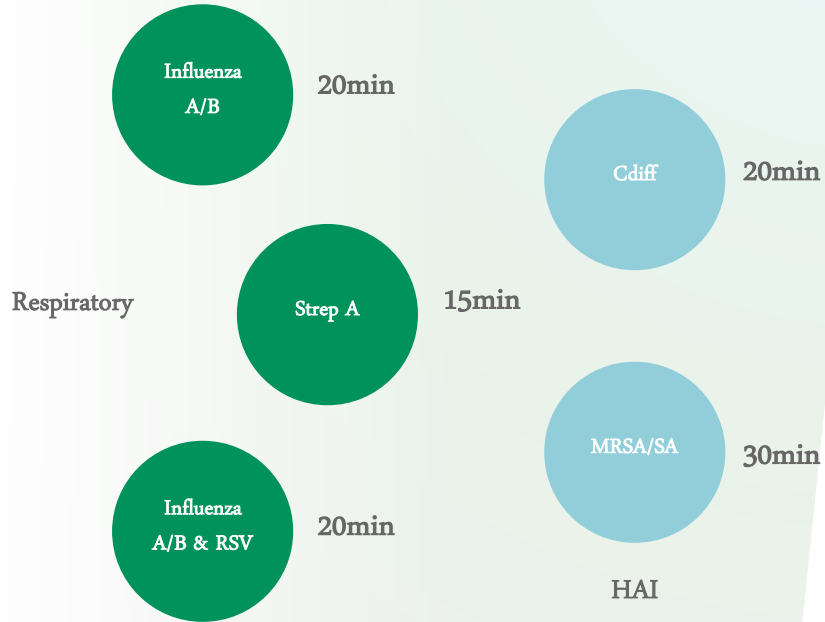 Influenza
A/B
20min
Cdiff
20min
Respiratory
Strep A
15min
MRSA/SA
30min
Influenza
A/B & RSV
20min
HAI